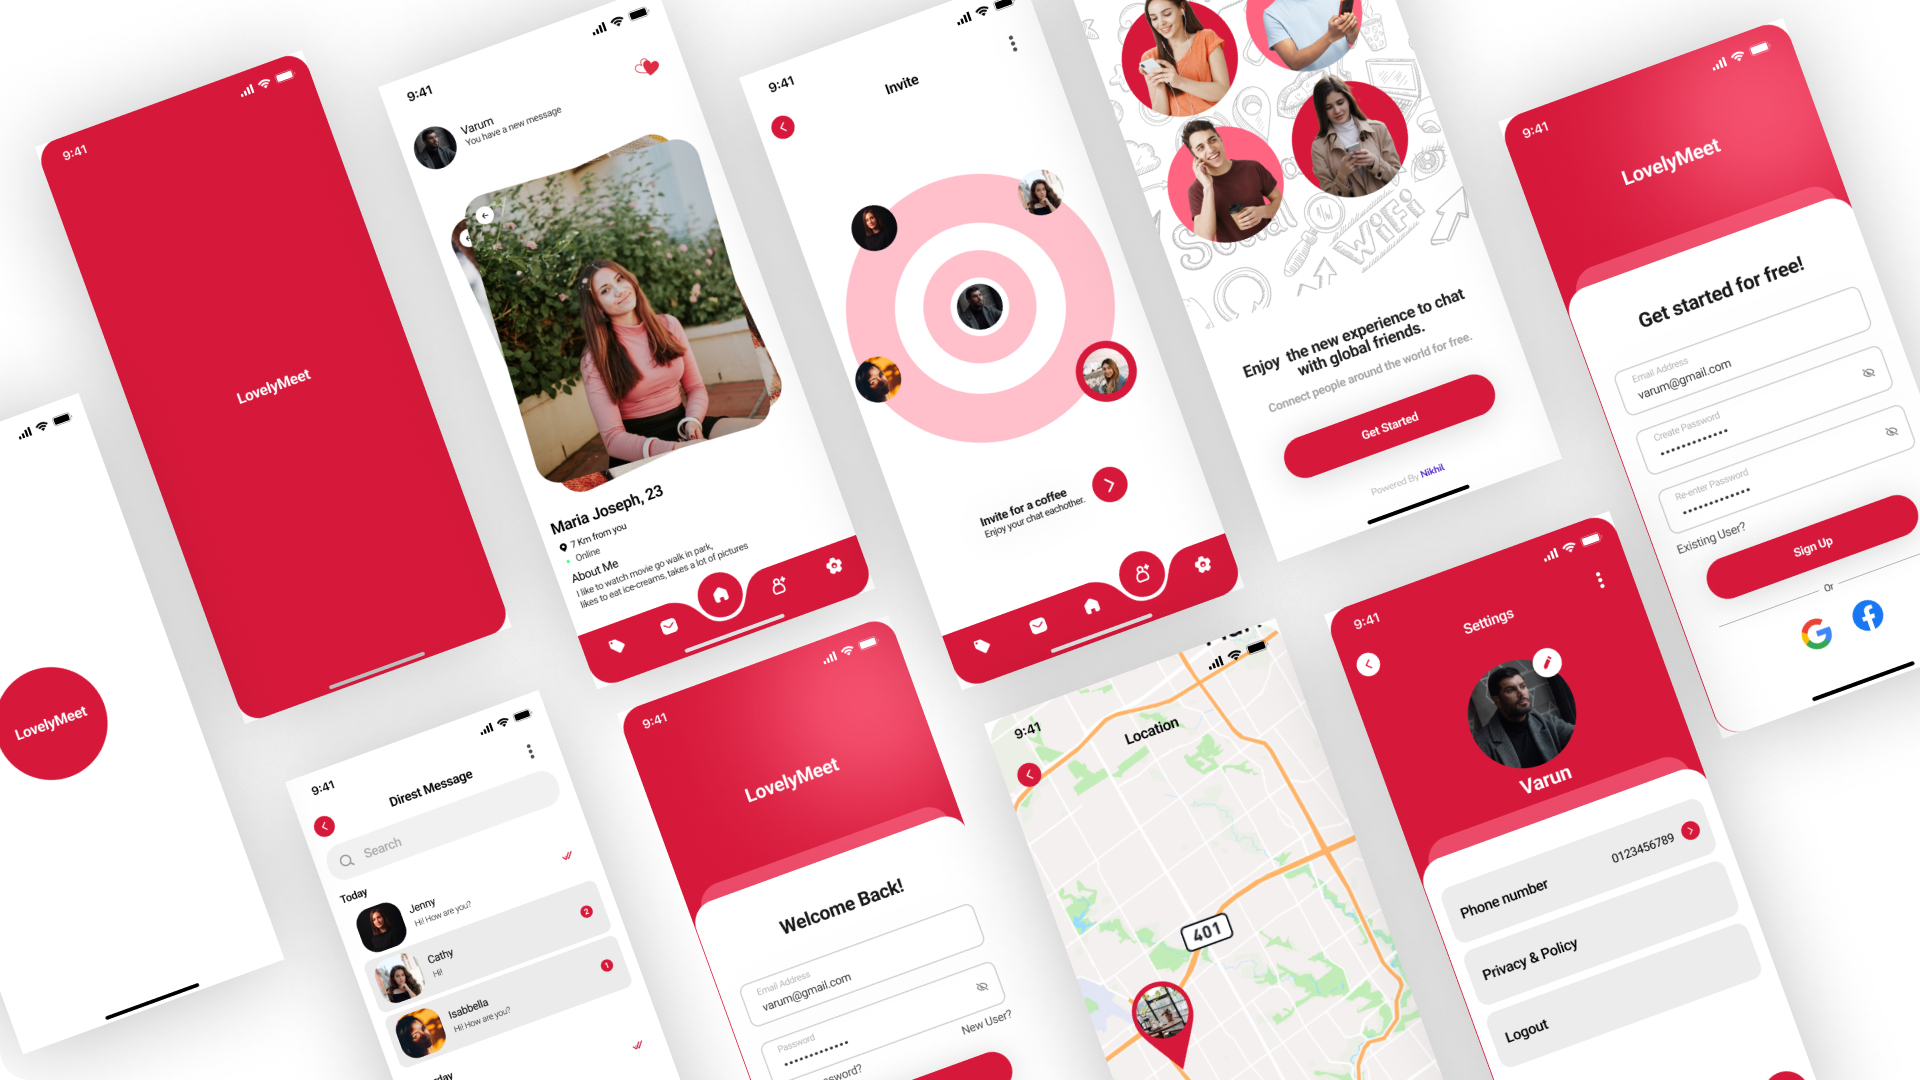 LovelyMeet
9:41
LovelyMeet
9:41
Varum
You have a new message
Maria Joseph, 23
7 Km from you
Online
About Me
I like to watch movie go walk in park,
likes to eat ice-creams, takes a lot of pictures
9:41
Invite
Invite for a coffee
Enjoy your chat eachother.
Social
WiFi
Enjoy the new experience to chat
with global friends.
Connect people around the world for free.
Get Started
Powered By Nikhil
9:41
LovelyMeet
Get started for free!
Email Address
varum@gmail.com
Create Password
Re-enter Password
Existing User?
Sign Up
Or
9:41
Direst Message
Search
Today
Jenny
Hi! How are you?
Cathy
Hi!
2
Isabbella
Hi! How are you?
1
9:41
LovelyMeet
Welcome Back!
Email Address
varum@gmail.com
Password
New User?
9:41
Location
401
9:41
Settings
Varun
Phone number
0123456789
Privacy & Policy
Logout